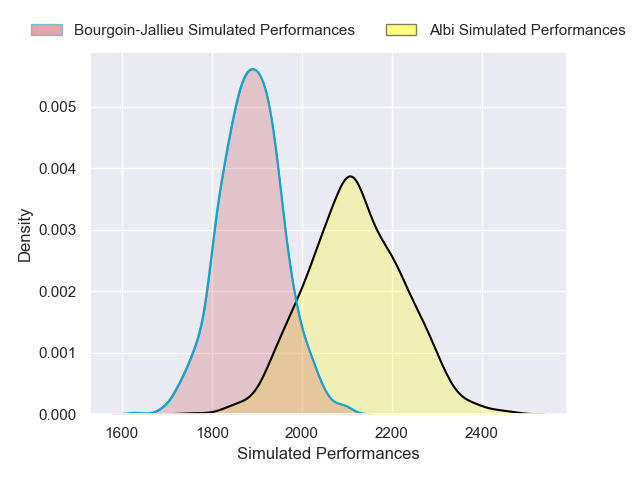 Bourgoin-Jallieu Simulated Performances Albi Simulated Performances
0.005
0.004
0.003
0.002
0.001
0.000
Density
1600 1800 2000 2200 2400
Simulated Performances